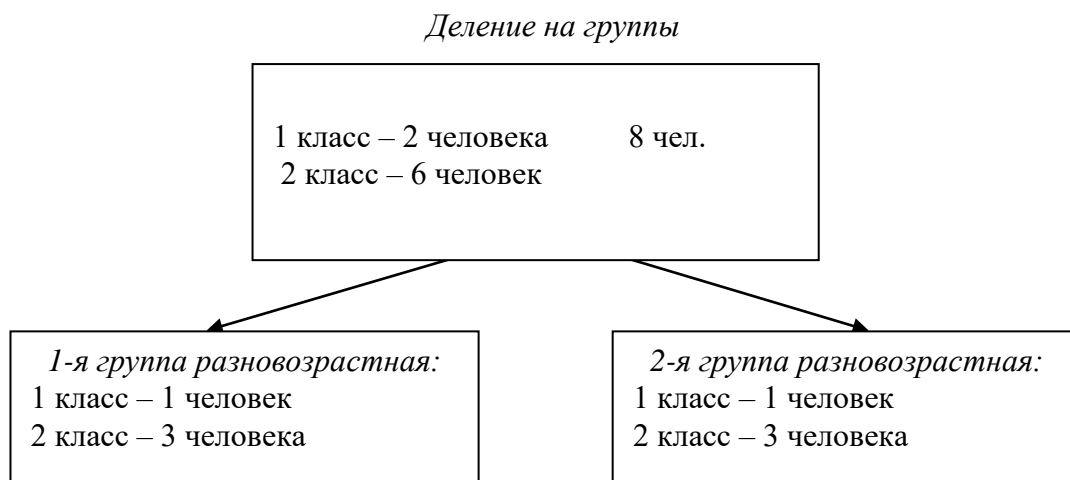 Деление на группы
1 класс – 2 человека 8 чел.
2 класс – 6 человек
1-я группа разновозрастная:
1 класс – 1 человек
2 класс – 3 человека
2-я группа разновозрастная:
1 класс – 1 человек
2 класс – 3 человека